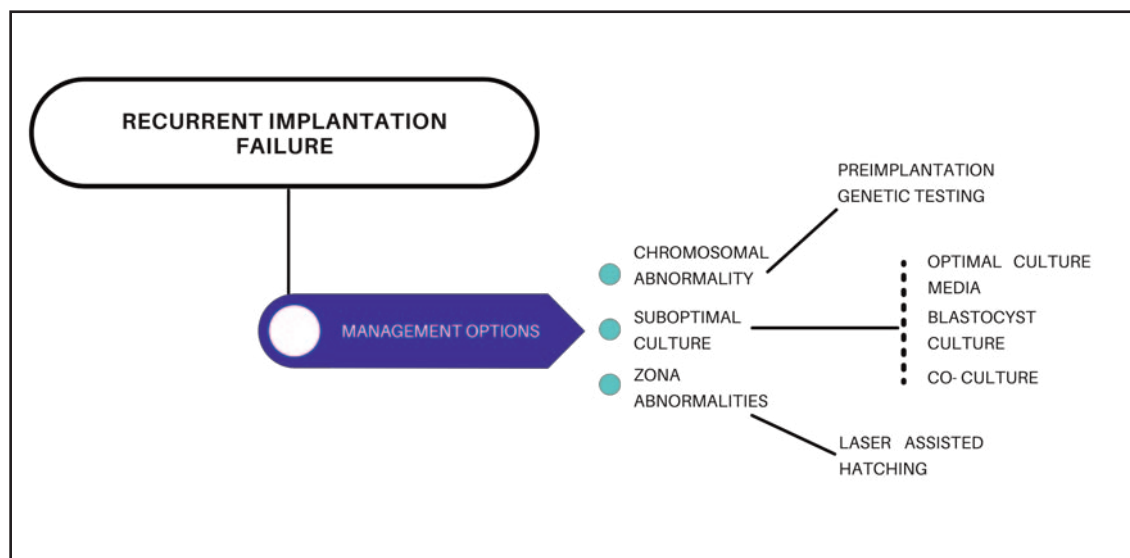 RECURRENT IMPLANTATION
FAILURE
MANAGEMENT OPTIONS
CHROMOSOMAL
ABNORMALITY
SUBOPTIMAL
CULTURE
ZONA
ABNORMALITIES
PREIMPLANTATION
GENETIC TESTING
OPTIMAL CULTURE
MEDIA
BLASTOCYST
CULTURE
CO- CULTURE
LASER ASSISTED
HATCHING